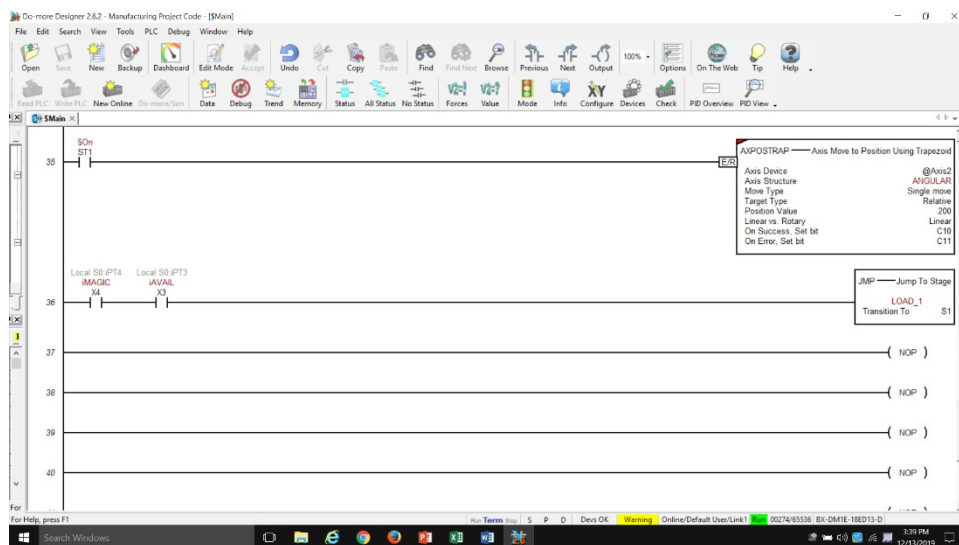 Do-more Designer 2.6.2 - Manufacturing Project Code - [$Main]
File Edit Search View Tools PLC Debug Window Help
Open Save New Backup Dashboard Edit Mode Accept Undo Cut Copy Paste Find Find Next Browse Previous Next Output 100% Options On The Web Tip Help
Read PLC Write PLC New Online Do-more/Sim Data Debug Trend Memory Status All Status No Status Forces Value Mode Info Configure Devices Check PID Overview PID View
$Main
35
$On
ST1
E/R
AXPOSTRAP Axis Move to Position Using Trapezoid
Axis Device @Axis2
Axis Structure ANGULAR
Move Type Single move
Target Type Relative
Position Value 200
Linear vs. Rotary Linear
On Success, Set bit C10
On Error, Set bit C11
Local S0:iPT4 Local S0:iPT3
iMAGIC iAVAIL
X4 X3
36
JMP Jump To Stage
LOAD_1
Transition To S1
37 ( NOP )
38 ( NOP )
39 ( NOP )
40 ( NOP )
For
For Help, press F1
Run Term Stop S P D Devs OK Warning Online/Default User/Link1 Run 00274/65536 BX-DM1E-18ED13-D
Search Windows
3:39 PM
12/13/2019